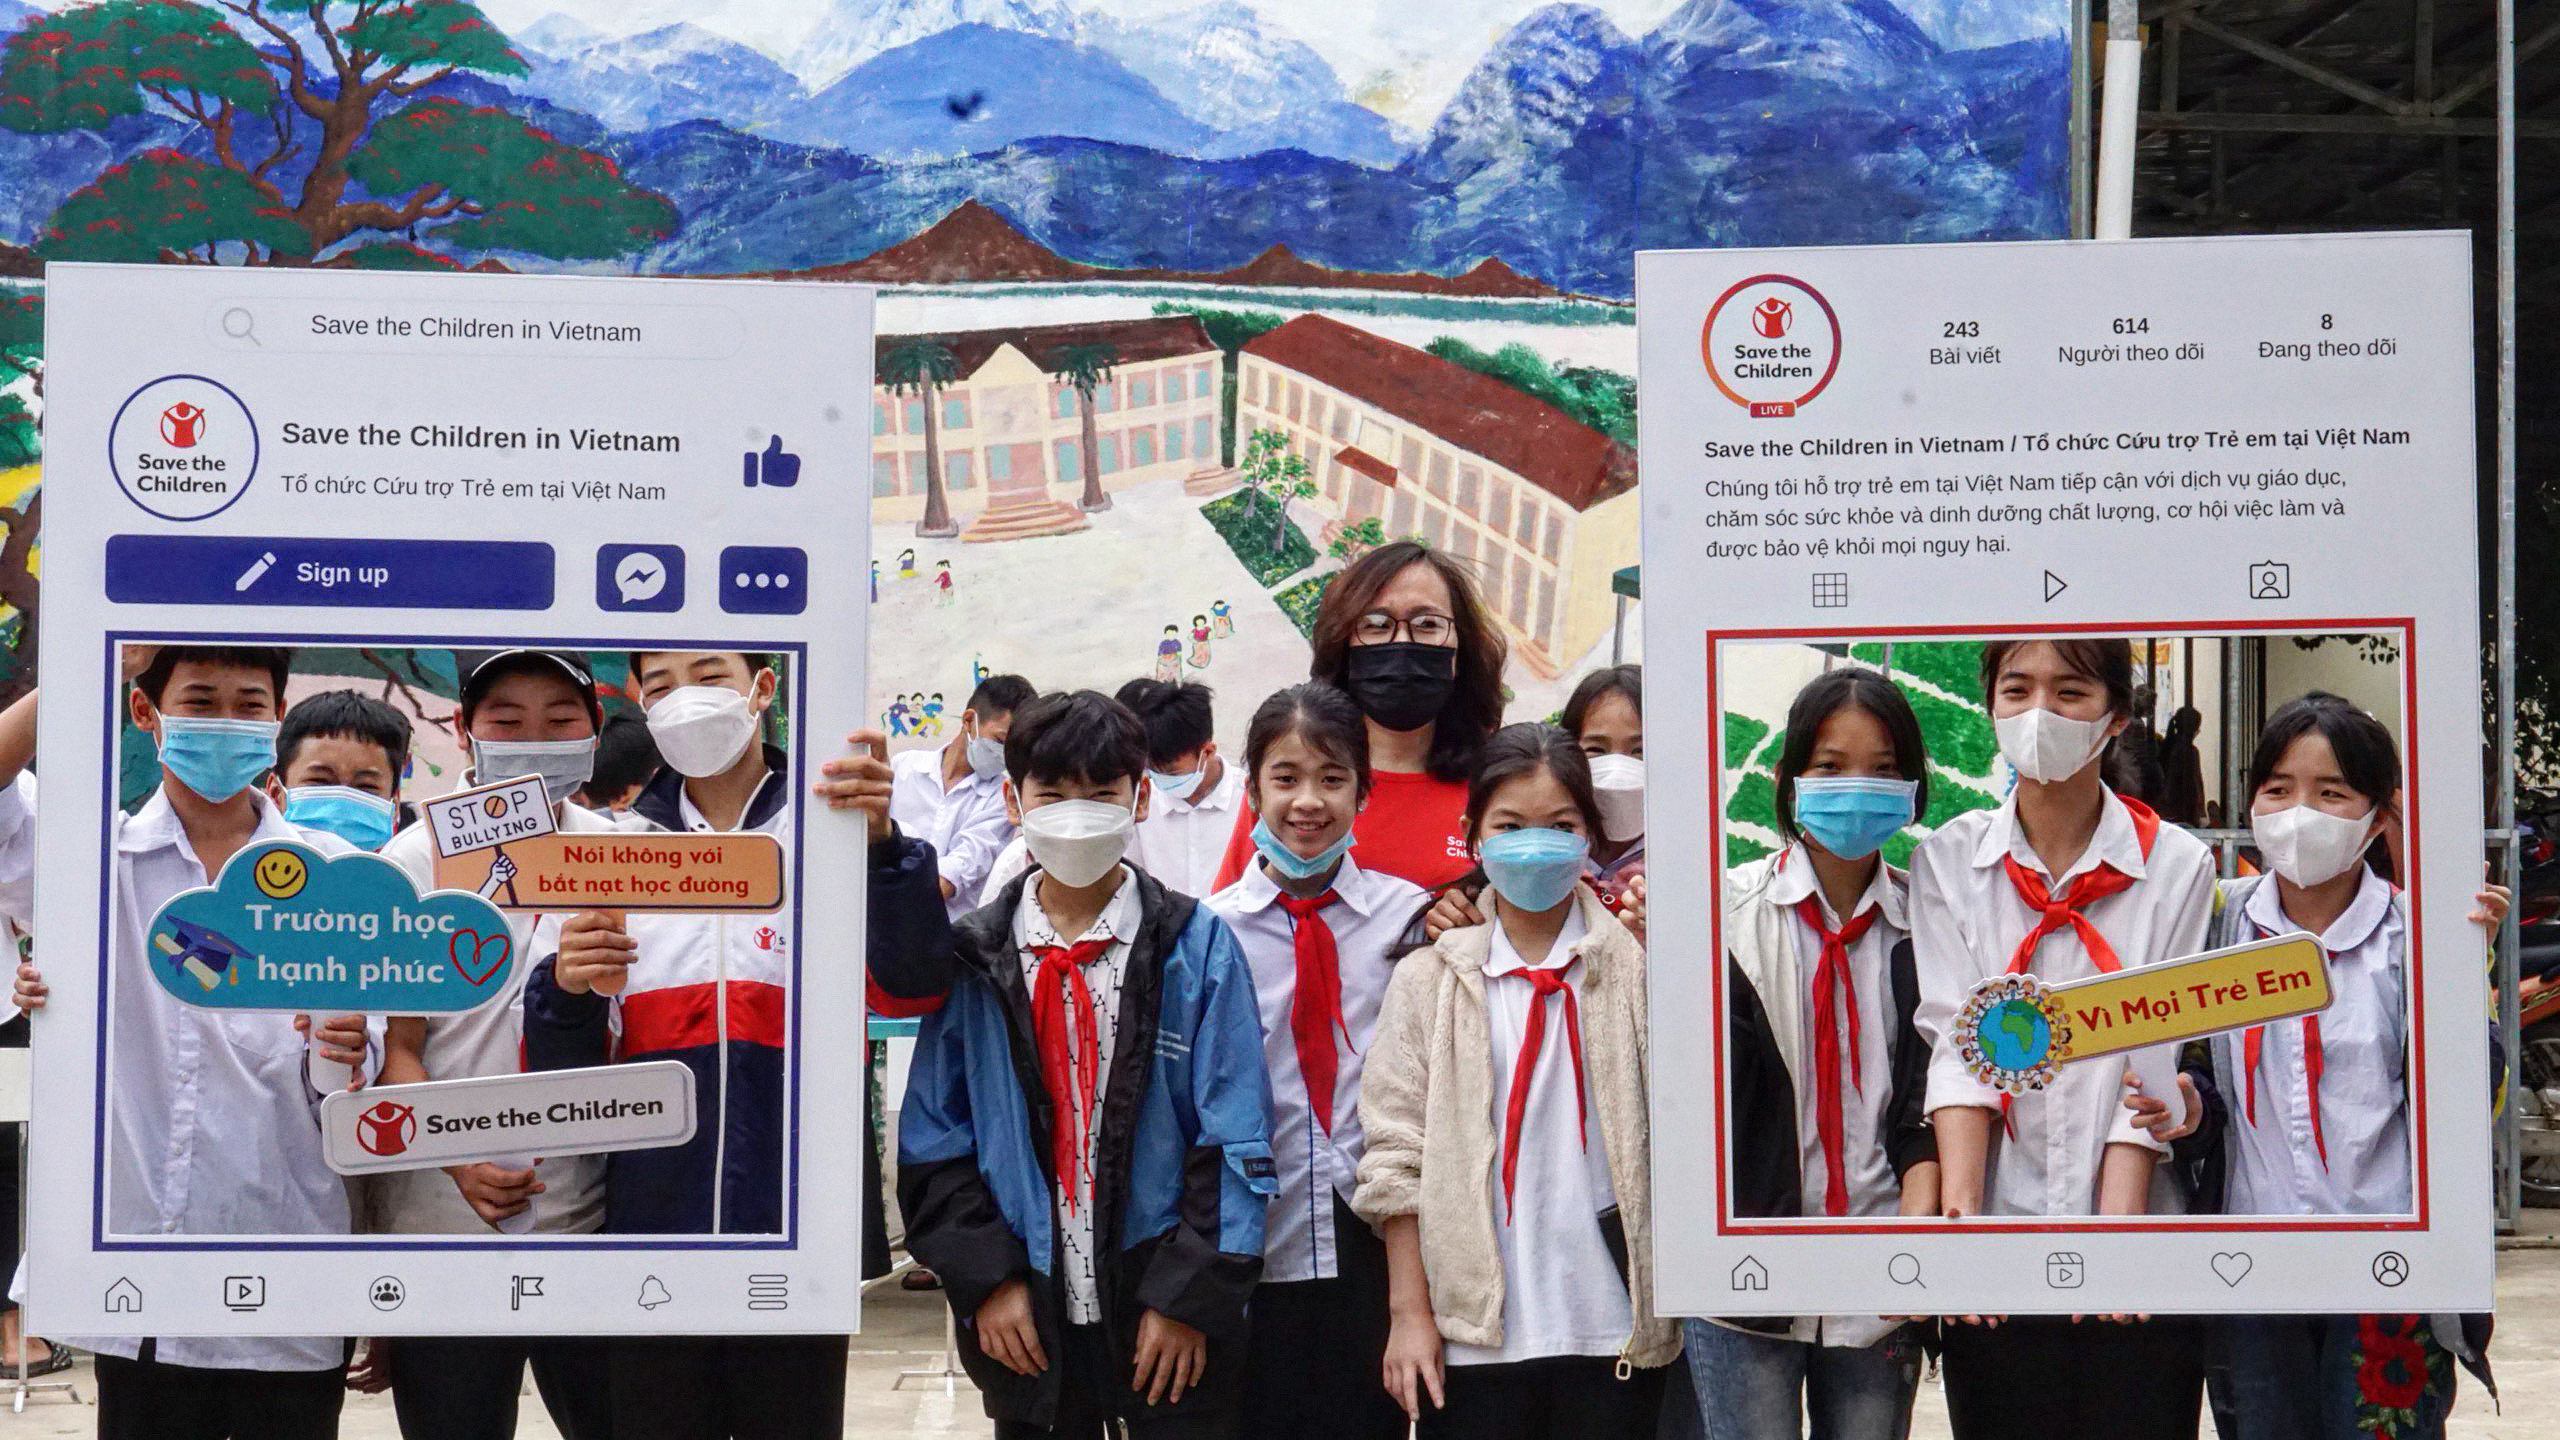 Save the Children in Vietnam
Save the
Children
Save the Children in Vietnam
Tổ chức Cứu trợ Trẻ em tại Việt Nam
Sign up
STOP
BULLYING
Nói không với
bắt nạt học đường
Trường học
hạnh phúc
Save the Children
Save the
Children
LIVE
243
Bài viết
614
Người theo dõi
8
Đang theo dõi
Save the Children in Vietnam / Tổ chức Cứu trợ Trẻ em tại Việt Nam
Chúng tôi hỗ trợ trẻ em tại Việt Nam tiếp cận với dịch vụ giáo dục,
chăm sóc sức khỏe và dinh dưỡng chất lượng, cơ hội việc làm và
được bảo vệ khỏi mọi nguy hại.
Vì Mọi Trẻ Em